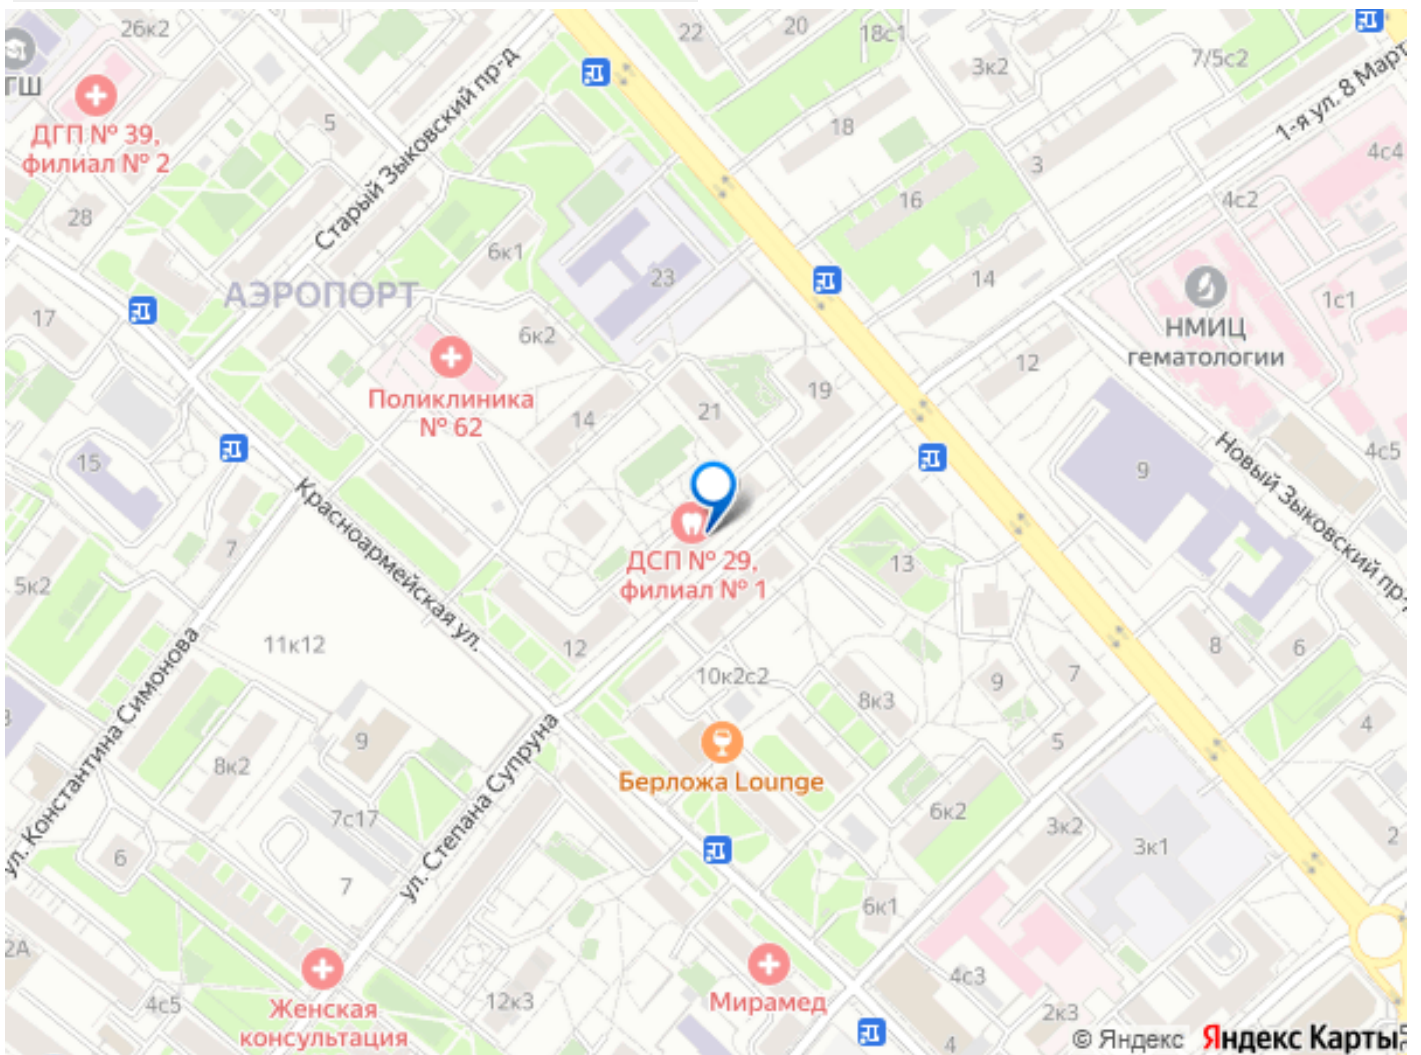 26к2
22
20
18с1
7/5с2
3к2
1-я ул. 8 Март
ГШ
ДГП № 39,
филиал № 2
5
Старый Зыковский пр-д
18
3
4с4
28
16
4с2
6к1
АЭРОПОРТ
23
14
1с1
17
НМИЦ
гематологии
6к2
12
Поликлиника
№ 62
14
21
19
15
9
4с5
Новый Зыковский пр-д
Красноармейская ул.
7
ДСП № 29,
филиал № 1
13
5к2
11к12
12
10к2с2
8
6
9
7
8к3
ул. Константина Симонова
3
9
8к2
Берложа Lounge
5
4
ул. Степана Супруна
7с17
6к2
3к2
3к1
2
6
7
6к1
2А
4с5
Женская
консультация
12к3
Мирамед
4с3
2к3
4
© Яндекс Яндекс Карты